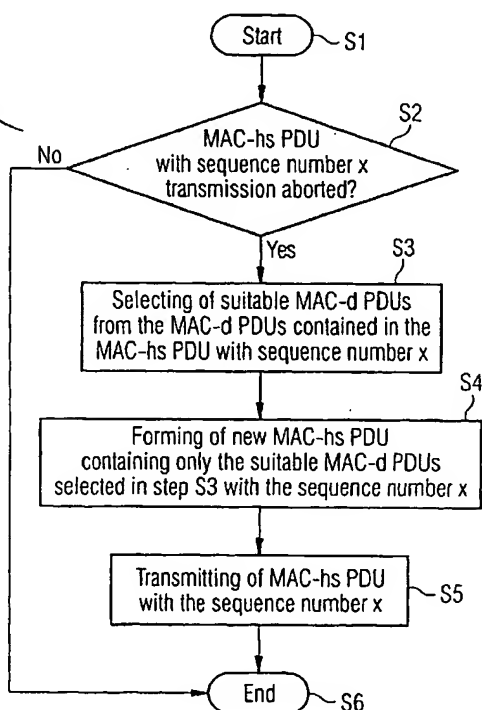 Start
S1
S2
MAC-hs PDU
with sequence number x
transmission aborted?
No
Yes
S3
Selecting of suitable MAC-d PDUs
from the MAC-d PDUs contained in the
MAC-hs PDU with sequence number x
S4
Forming of new MAC-hs PDU
containing only the suitable MAC-d PDUs
selected in step S3 with the sequence number x
Transmitting of MAC-hs PDU
with the sequence number x
S5
End
S6